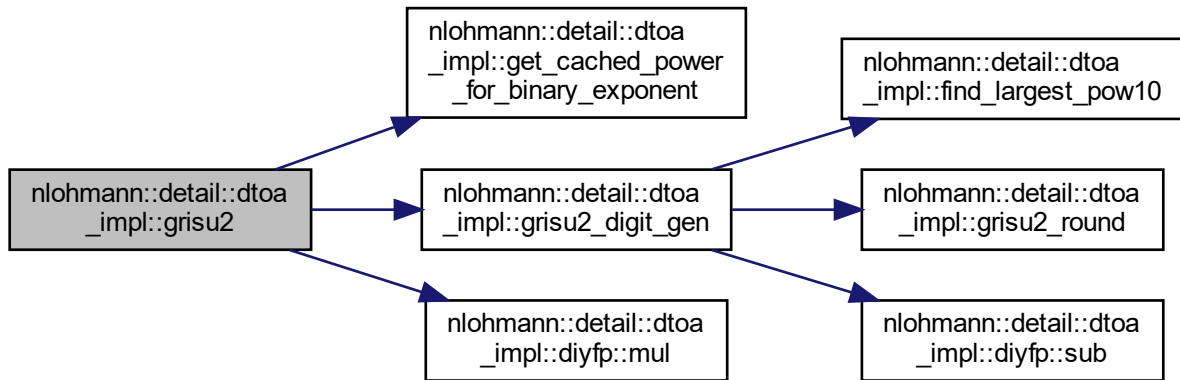 nlohmann::detail::dtoa
_impl::grisu2
nlohmann::detail::dtoa
_impl::get_cached_power
_for_binary_exponent
nlohmann::detail::dtoa
_impl::grisu2_digit_gen
nlohmann::detail::dtoa
_impl::diyfp::mul
nlohmann::detail::dtoa
_impl::find_largest_pow10
nlohmann::detail::dtoa
_impl::grisu2_round
nlohmann::detail::dtoa
_impl::diyfp::sub